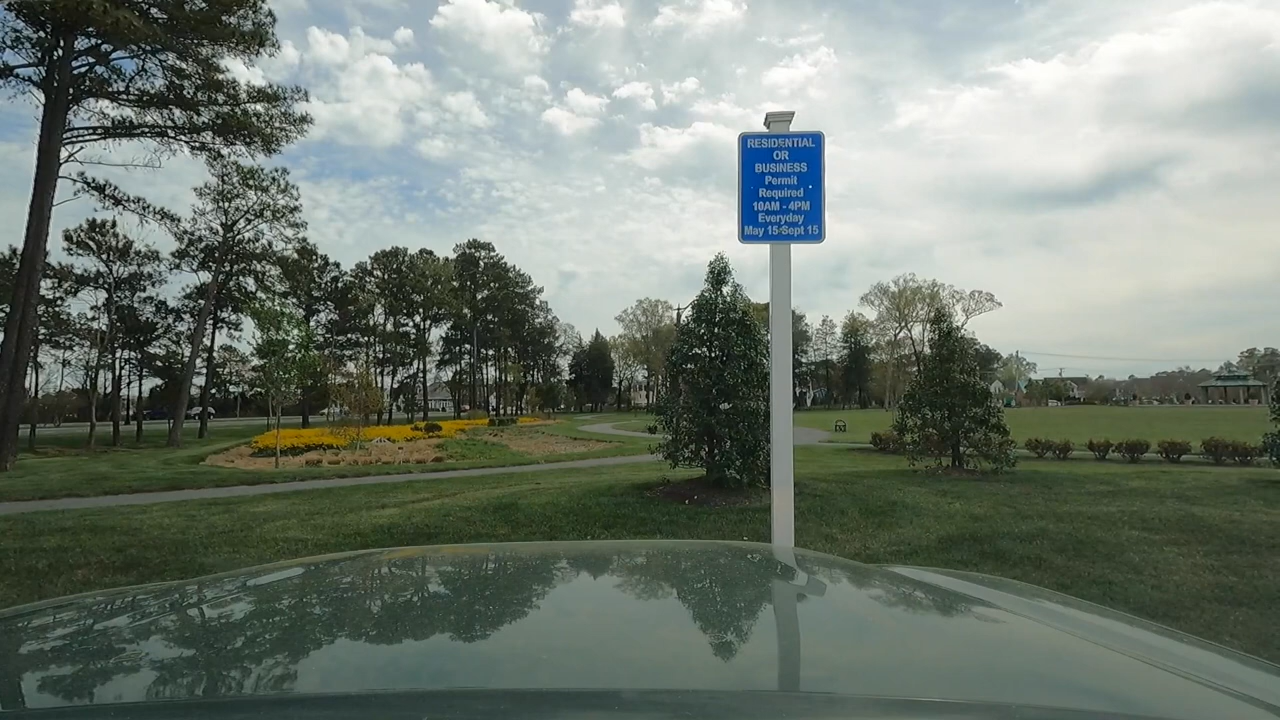 RESIDENTIAL
OR
BUSINESS
Permit
Required
10AM - 4PM
Everyday
May 15-Sept 15